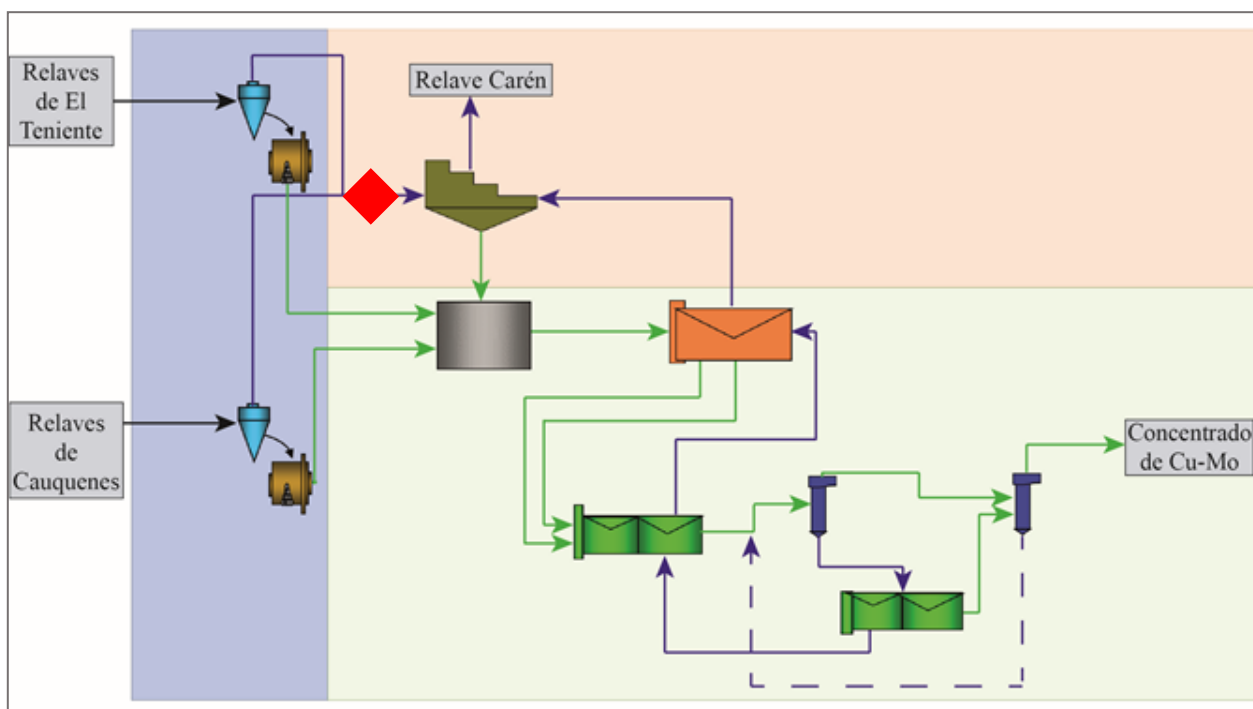 Relaves
de El
Teniente
Relave Carén
Relaves
de
Cauquenes
Concentrado
de Cu-Mo